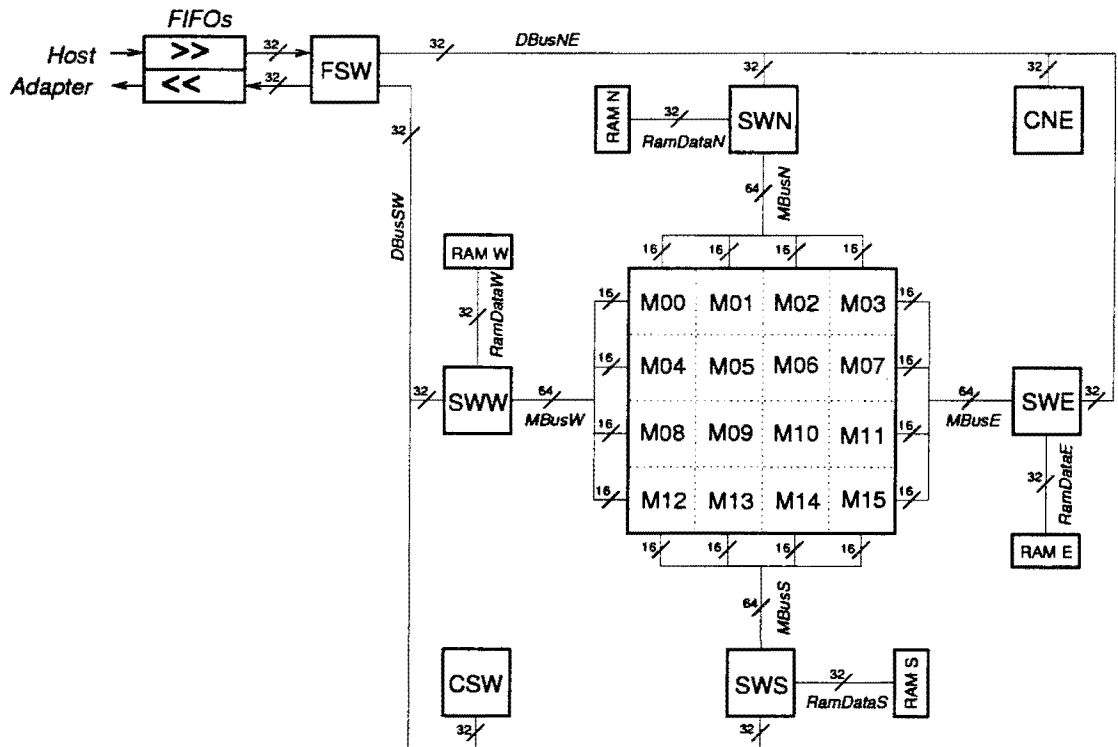 FIFOs
Host
>>
32
FSW
32
DBusNE
Adapter
<<
32
32
32
32
RAM N
32
RamDataN
SWN
CNE
64
MBusN
DBusSW
RAM W
32
RamDataW
16 16 16 16
16 M00 M01 M02 M03 16
16 M04 M05 M06 M07 16
32
SWW
64
MBusW
64
MBusE
SWE
32
16 M08 M09 M10 M11 16
16 M12 M13 M14 M15 16
32
RamDataE
RAM E
16 16 16 16
64
MBusS
CSW
32
SWS
32
RamDataS
RAM S
32